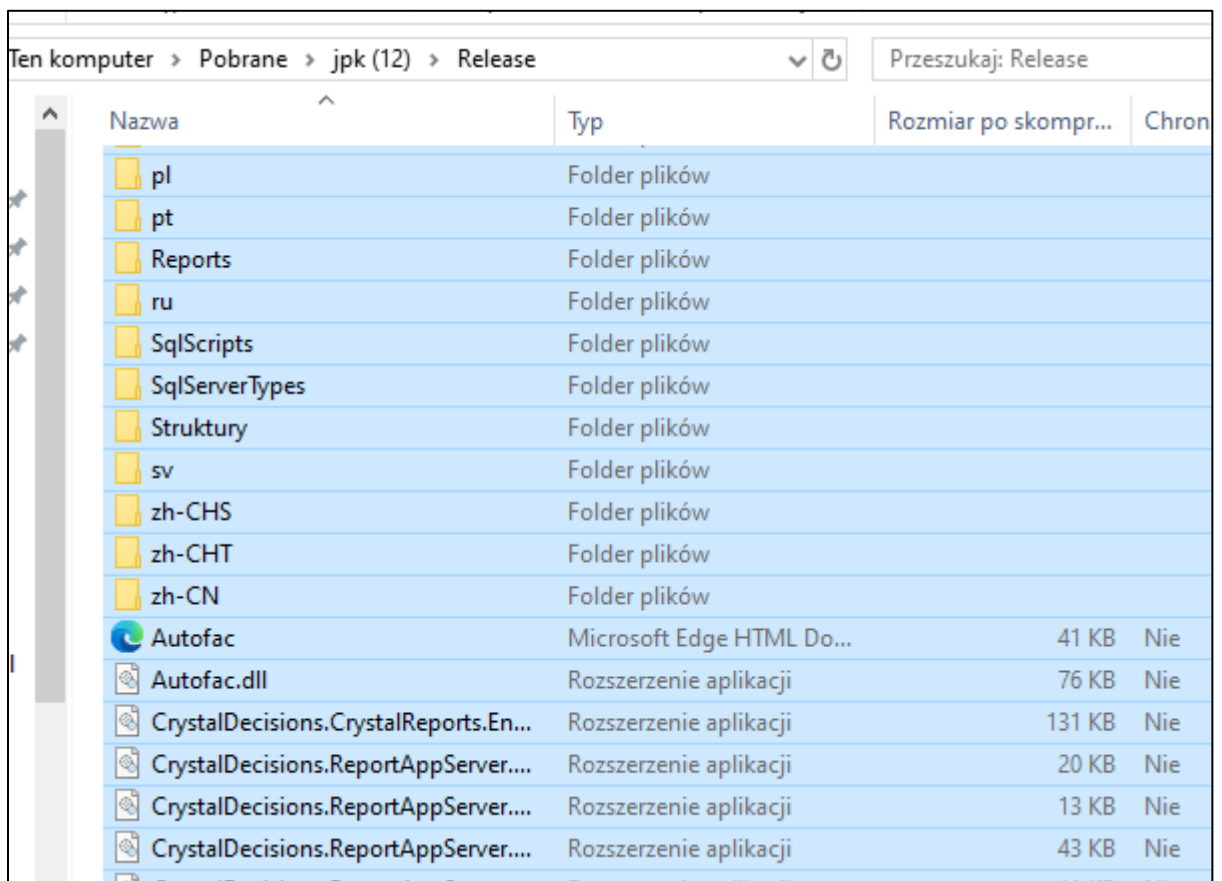 Ten komputer > Pobrane > jpk (12) > Release Przeszukaj: Release
Nazwa Typ Rozmiar po skompr... Chron
pl Folder plików
pt Folder plików
Reports Folder plików
ru Folder plików
SqlScripts Folder plików
SqlServerTypes Folder plików
Struktury Folder plików
sv Folder plików
zh-CHS Folder plików
zh-CHT Folder plików
zh-CN Folder plików
Autofac Microsoft Edge HTML Do... 41 KB Nie
Autofac.dll Rozszerzenie aplikacji 76 KB Nie
CrystalDecisions.CrystalReports.En... Rozszerzenie aplikacji 131 KB Nie
CrystalDecisions.ReportAppServer.... Rozszerzenie aplikacji 20 KB Nie
CrystalDecisions.ReportAppServer.... Rozszerzenie aplikacji 13 KB Nie
CrystalDecisions.ReportAppServer.... Rozszerzenie aplikacji 43 KB Nie